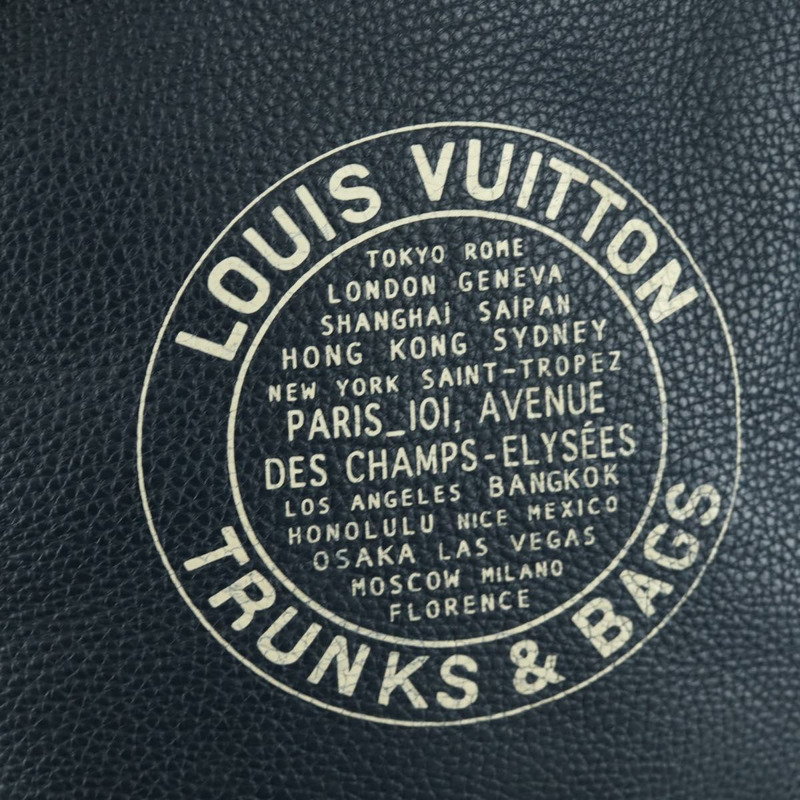 LOUIS VUITTON
TOKYO ROME
LONDON GENEVA
SHANGHAi SAiPAN
HONG KONG SYDNEY
NEW YORK SAINT-TROPEZ
PARIS_101, AVENUE
DES CHAMPS-ELYSÉES
LOS ANGELES BANGKOK
HONOLULU NICE MEXICO
OSAKA LAS VEGAS
MOSCOW MILANO
FLORENCE
TRUNKS & BAGS